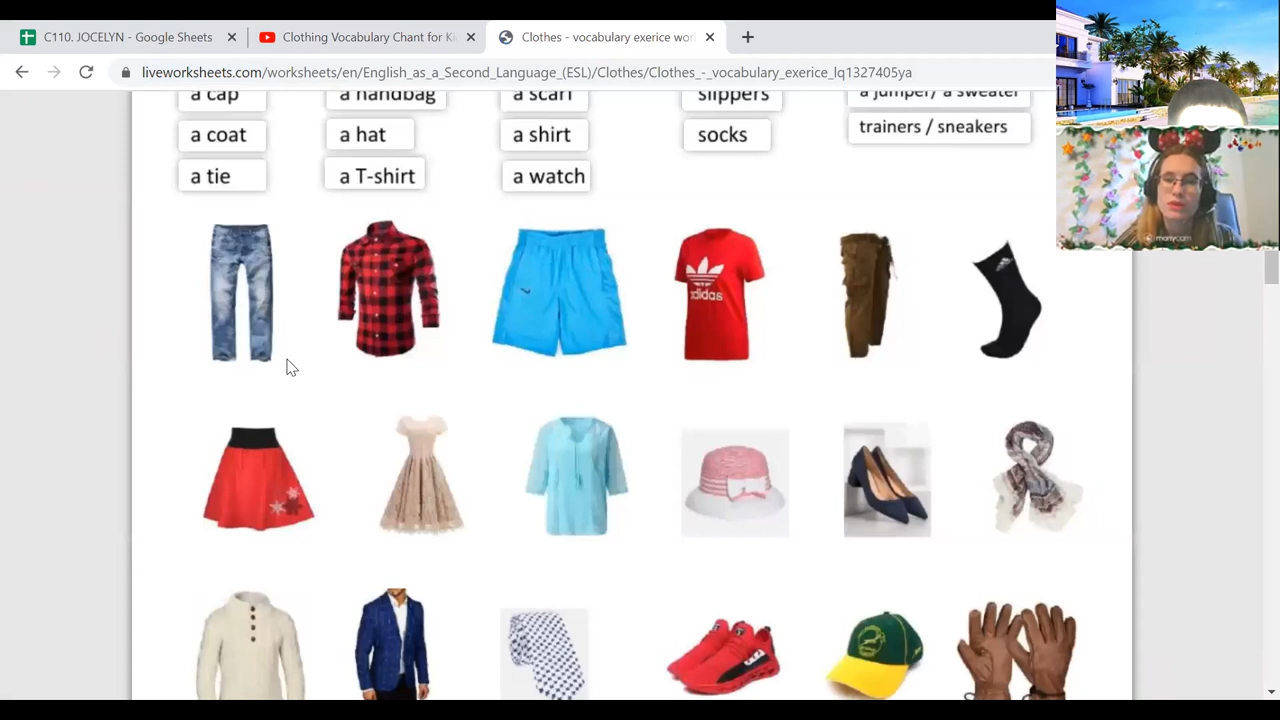 C110. JOCELYN - Google Sheets
Clothing Vocabulary Chant for K
Clothes - vocabulary exerice wor
liveworksheets.com/worksheets/en/English_as_a_Second_Language_(ESL)/Clothes/Clothes_-_vocabulary_exerice_lq1327405ya
a cap
a handbag
a scarf
slippers
a jumper/ a sweater
a coat
a hat
a shirt
socks
trainers / sneakers
a tie
a T-shirt
a watch
adidas
manycam